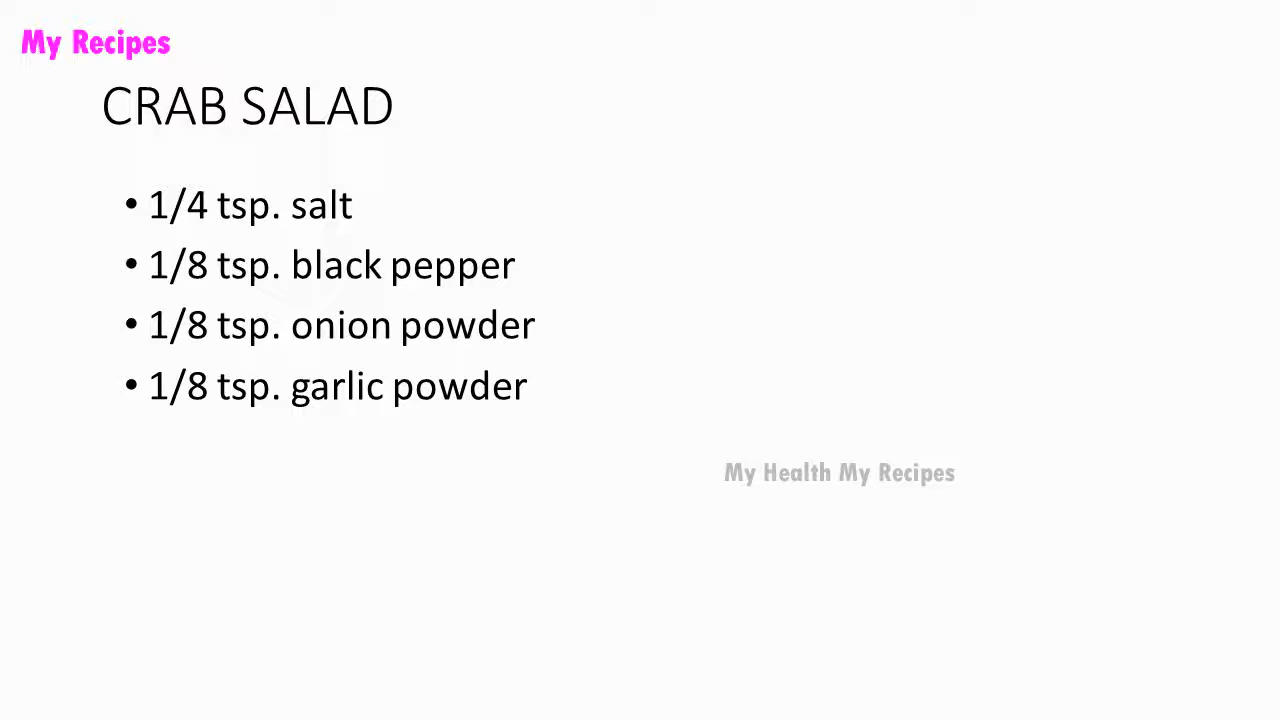 My Recipes
CRAB SALAD
• 1/4 tsp. salt
• 1/8 tsp. black pepper
• 1/8 tsp. onion powder
• 1/8 tsp. garlic powder
My Health My Recipes